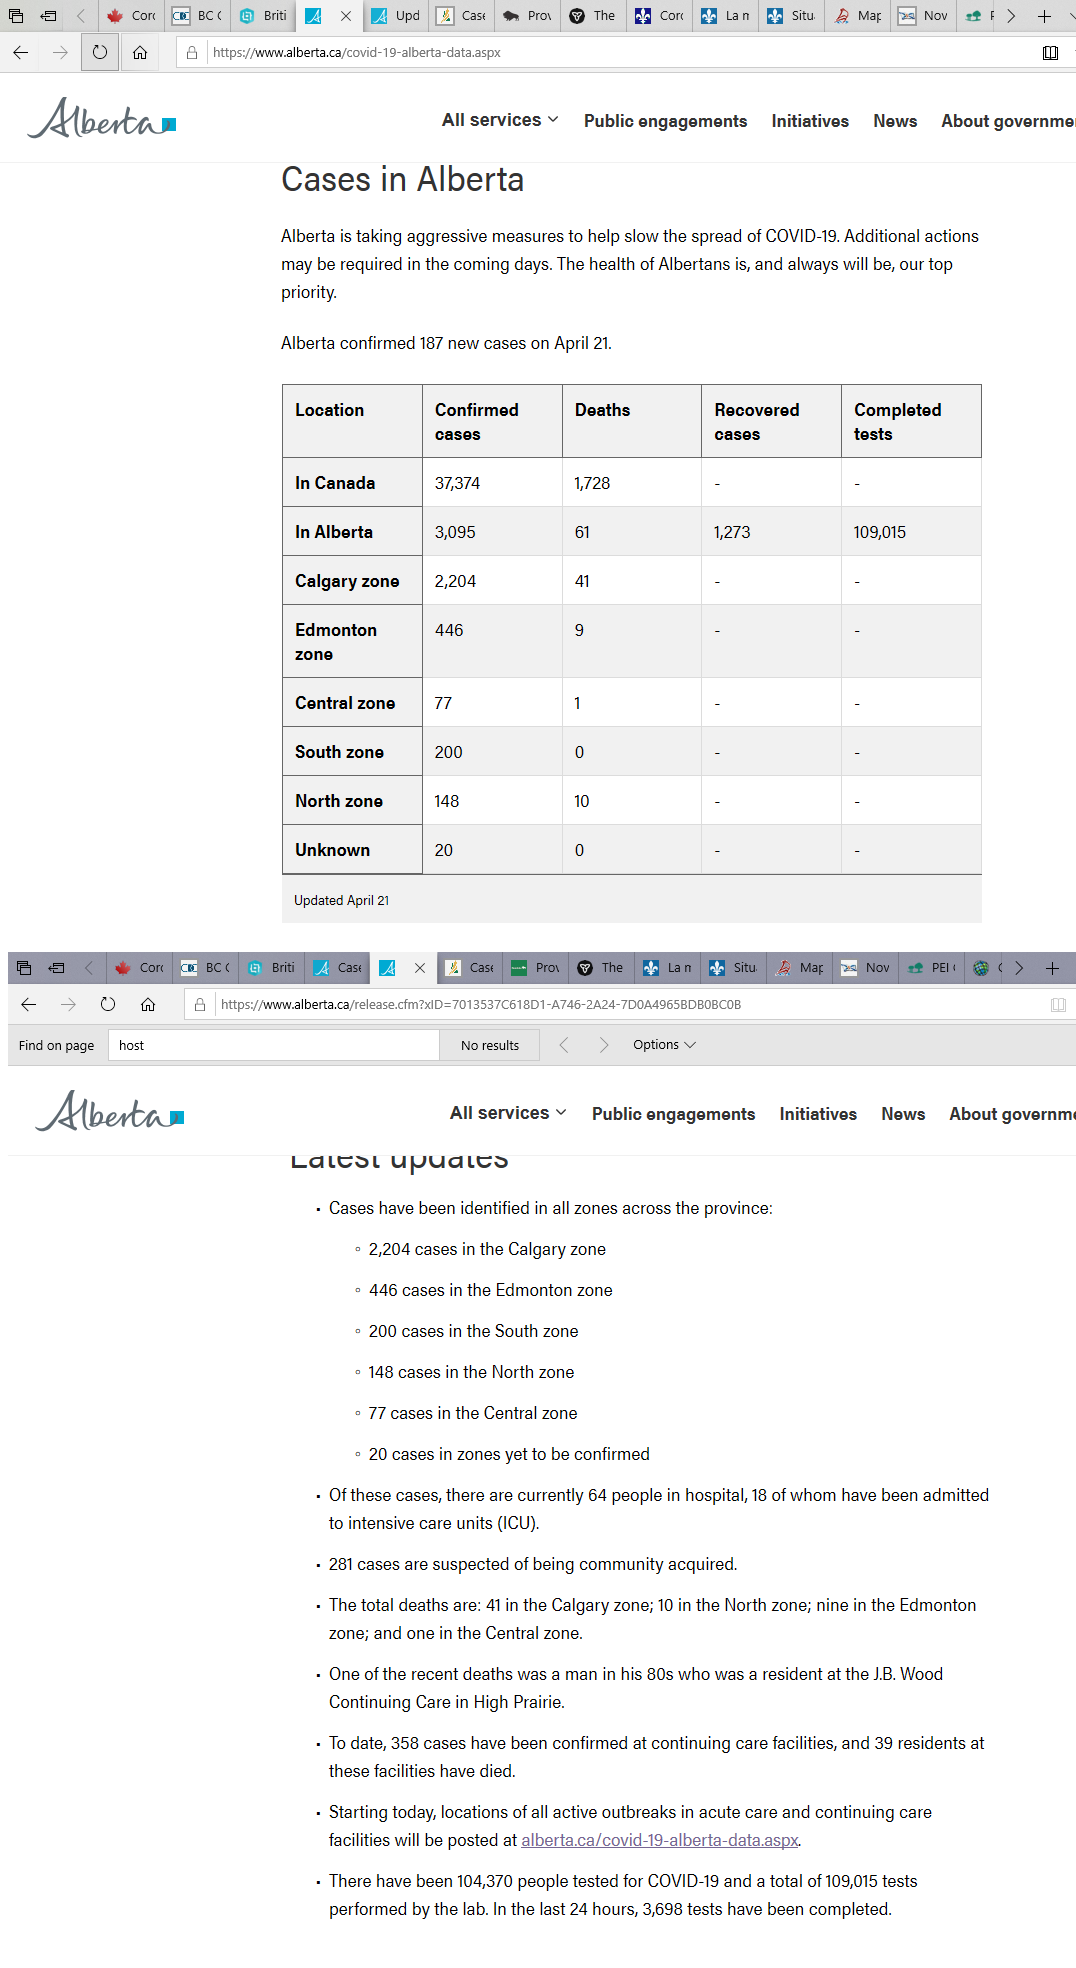 Corc
BC C
Briti
Upd
Case
Prov
The
Corc
La n
Situ
Map
Nov
F
https://www.alberta.ca/covid-19-alberta-data.aspx
Alberta
All services
Public engagements
Initiatives
News
About governme
Cases in Alberta
Alberta is taking aggressive measures to help slow the spread of COVID-19. Additional actions
may be required in the coming days. The health of Albertans is, and always will be, our top
priority.
Alberta confirmed 187 new cases on April 21.
Location Confirmed cases Deaths Recovered cases Completed tests
In Canada 37,374 1,728 - -
In Alberta 3,095 61 1,273 109,015
Calgary zone 2,204 41 - -
Edmonton zone 446 9 - -
Central zone 77 1 - -
South zone 200 0 - -
North zone 148 10 - -
Unknown 20 0 - -
Updated April 21
Corc
BC C
Briti
Case
Case
Prov
The
La n
Situ
Map
Nov
PEI
https://www.alberta.ca/release.cfm?xID=7013537C618D1-A746-2A24-7D0A4965BDB0BC0B
Find on page host No results Options
Alberta
All services
Public engagements
Initiatives
News
About governme
Latest updates
Cases have been identified in all zones across the province:
2,204 cases in the Calgary zone
446 cases in the Edmonton zone
200 cases in the South zone
148 cases in the North zone
77 cases in the Central zone
20 cases in zones yet to be confirmed
Of these cases, there are currently 64 people in hospital, 18 of whom have been admitted
to intensive care units (ICU).
281 cases are suspected of being community acquired.
The total deaths are: 41 in the Calgary zone; 10 in the North zone; nine in the Edmonton
zone; and one in the Central zone.
One of the recent deaths was a man in his 80s who was a resident at the J.B. Wood
Continuing Care in High Prairie.
To date, 358 cases have been confirmed at continuing care facilities, and 39 residents at
these facilities have died.
Starting today, locations of all active outbreaks in acute care and continuing care
facilities will be posted at alberta.ca/covid-19-alberta-data.aspx.
There have been 104,370 people tested for COVID-19 and a total of 109,015 tests
performed by the lab. In the last 24 hours, 3,698 tests have been completed.